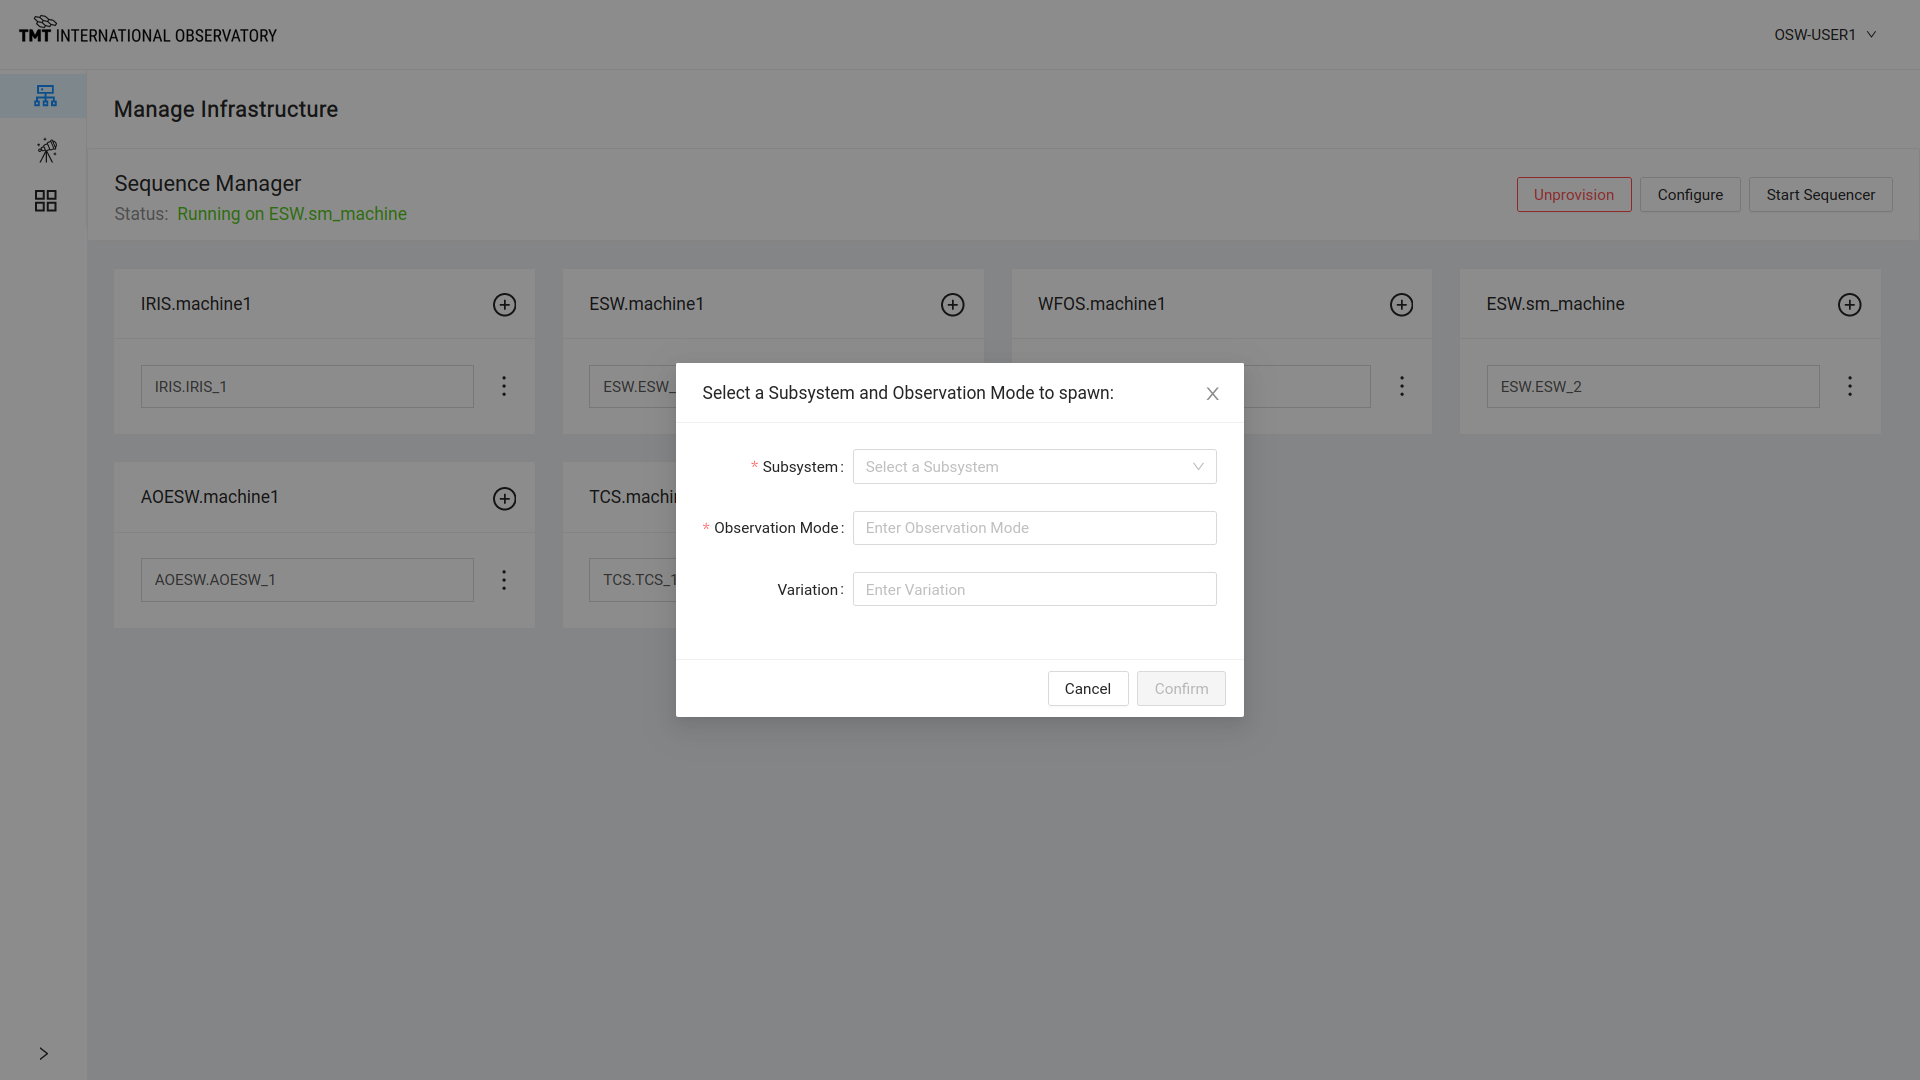 TMT INTERNATIONAL OBSERVATORY
OSW-USER1
Manage Infrastructure
Sequence Manager
Status: Running on ESW.sm_machine
Unprovision
Configure
Start Sequencer
IRIS.machine1
ESW.machine1
WFOS.machine1
ESW.sm_machine
IRIS.IRIS_1
ESW.ESW_
ESW.ESW_2
Select a Subsystem and Observation Mode to spawn:
* Subsystem: Select a Subsystem
* Observation Mode: Enter Observation Mode
Variation: Enter Variation
Cancel
Confirm
AOESW.machine1
TCS.machi
AOESW.AOESW_1
TCS.TCS_1